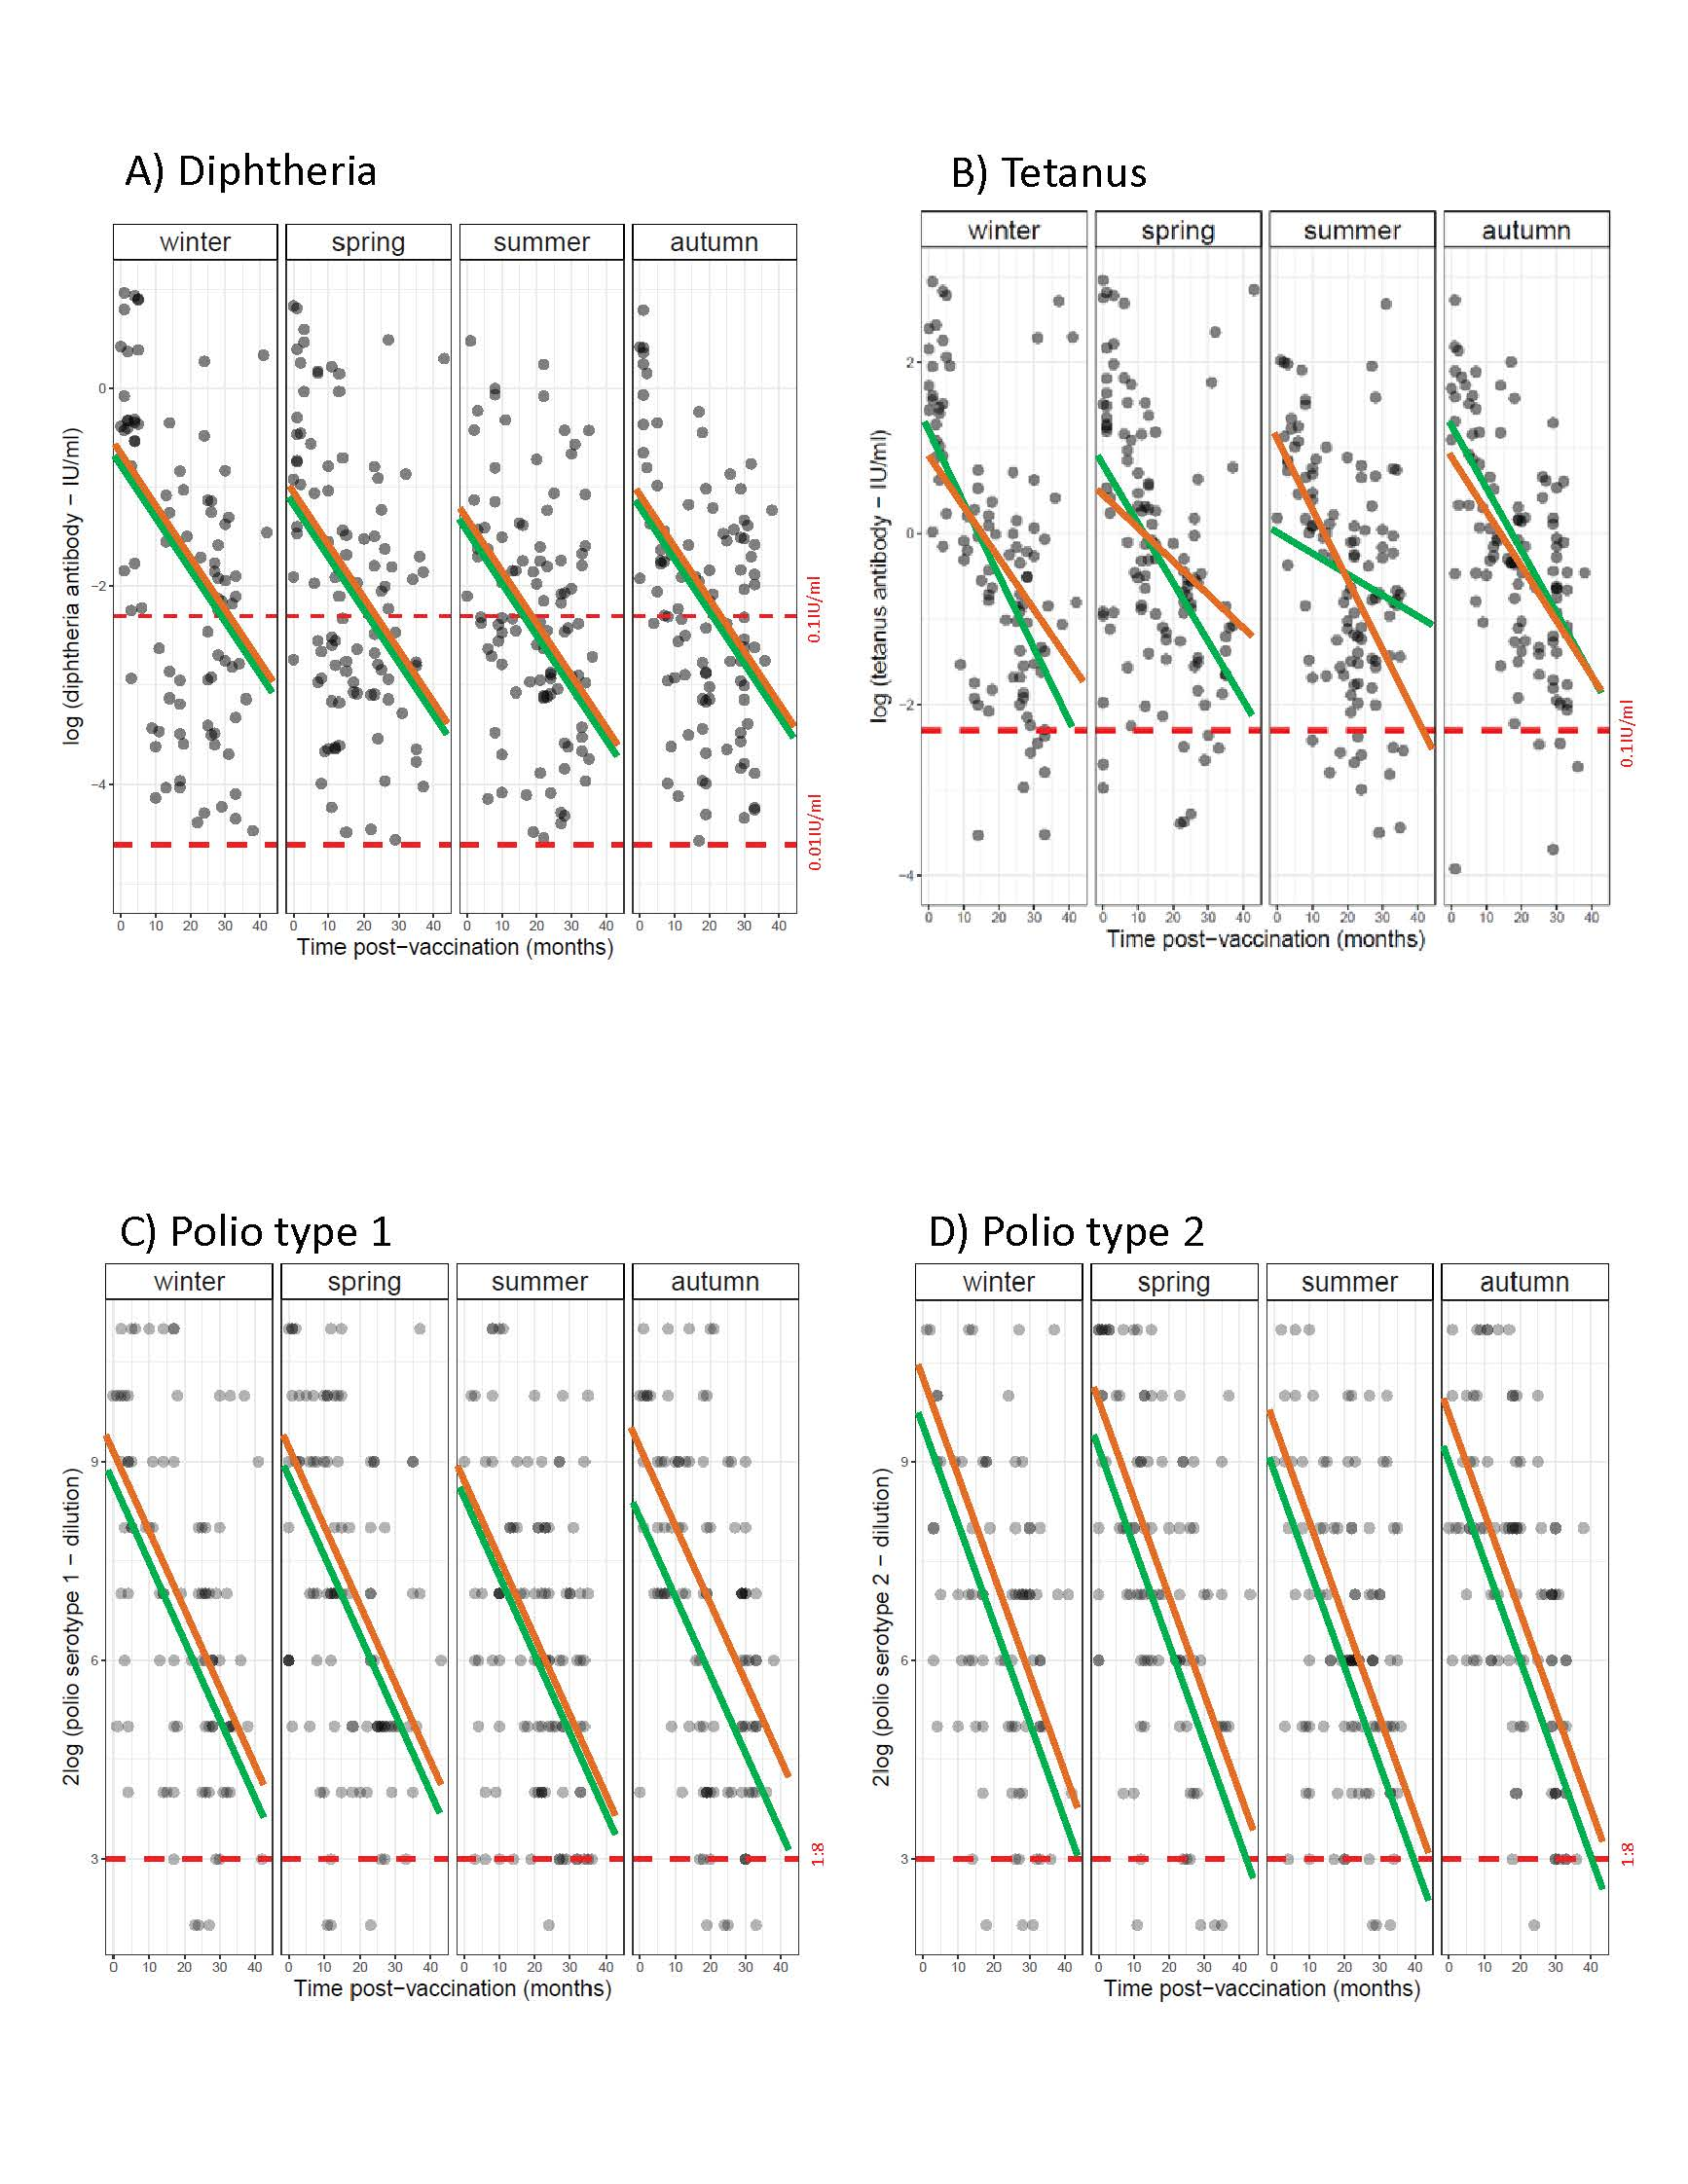 A) Diphtheria
winter spring summer autumn
0
−2
−4
log (diphtheria antibody − IU/ml)
0.1IU/ml
0.01IU/ml
0 10 20 30 40 0 10 20 30 40 0 10 20 30 40 0 10 20 30 40
Time post−vaccination (months)
B) Tetanus
winter spring summer autumn
2
0
−2
−4
log (tetanus antibody − IU/ml)
0.1IU/ml
0 10 20 30 40 0 10 20 30 40 0 10 20 30 40 0 10 20 30 40
Time post−vaccination (months)
C) Polio type 1
winter spring summer autumn
9
6
3
2log (polio serotype 1 − dilution)
1:8
0 10 20 30 40 0 10 20 30 40 0 10 20 30 40 0 10 20 30 40
Time post−vaccination (months)
D) Polio type 2
winter spring summer autumn
9
6
3
2log (polio serotype 2 − dilution)
1:8
0 10 20 30 40 0 10 20 30 40 0 10 20 30 40 0 10 20 30 40
Time post−vaccination (months)